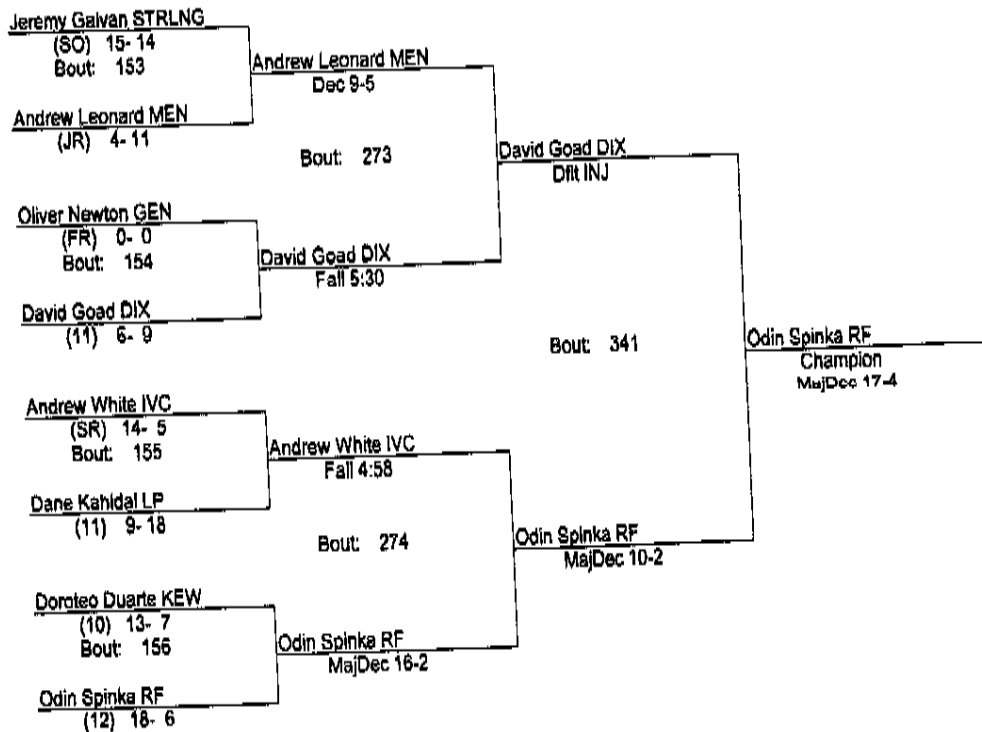 Jeremy Galvan STRLNG
(SO) 15- 14
Bout: 153
Andrew Leonard MEN
(JR) 4- 11
Andrew Leonard MEN
Dec 9-5
Bout: 273
Oliver Newton GEN
(FR) 0- 0
Bout: 154
David Goad DIX
(11) 6- 9
David Goad DIX
Fall 5:30
David Goad DIX
Dflt INJ
Bout: 341
Andrew White IVC
(SR) 14- 5
Bout: 155
Dane Kahidal LP
(11) 9- 18
Andrew White IVC
Fall 4:58
Bout: 274
Doroteo Duarte KEW
(10) 13- 7
Bout: 156
Odin Spinka RF
(12) 18- 6
Odin Spinka RF
MajDec 16-2
Odin Spinka RF
MajDec 10-2
Odin Spinka RF
Champion
MajDec 17-4